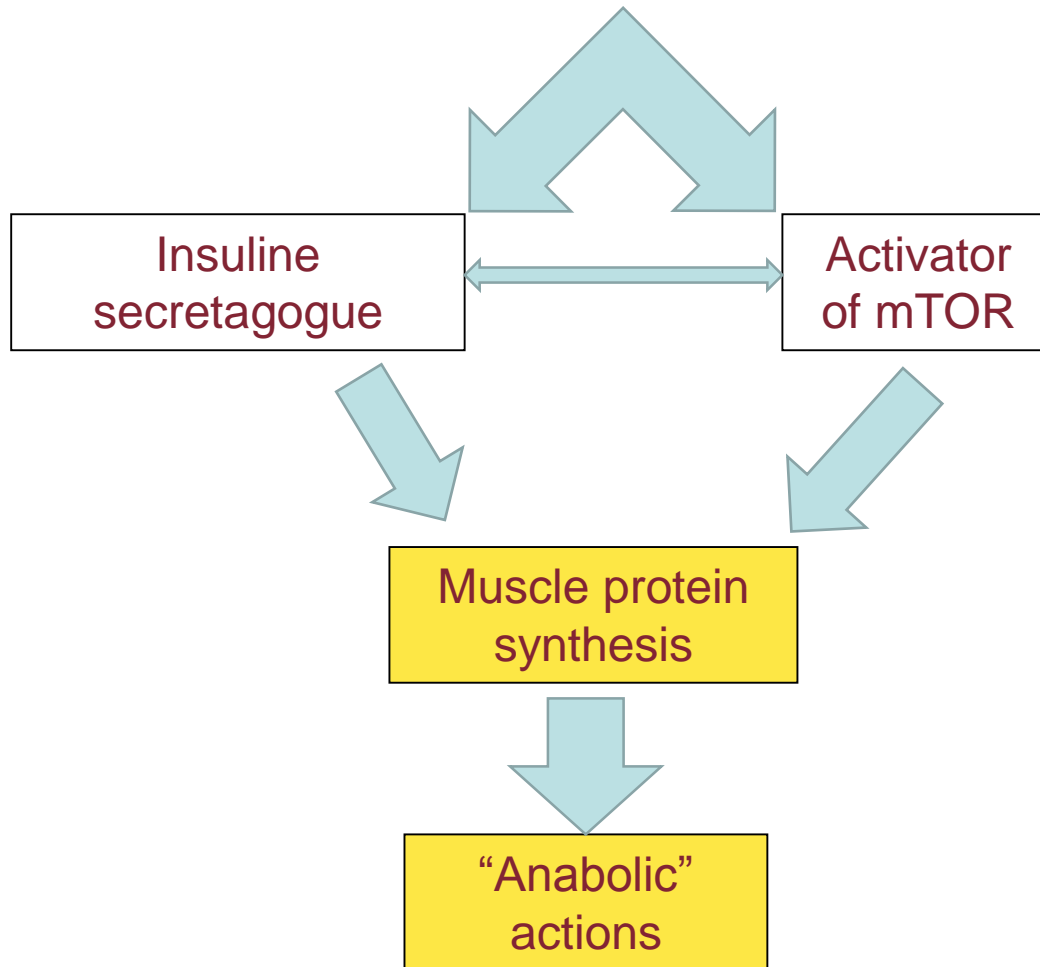 Insuline
secretagogue
Activator
of mTOR
Muscle protein
synthesis
“Anabolic”
actions